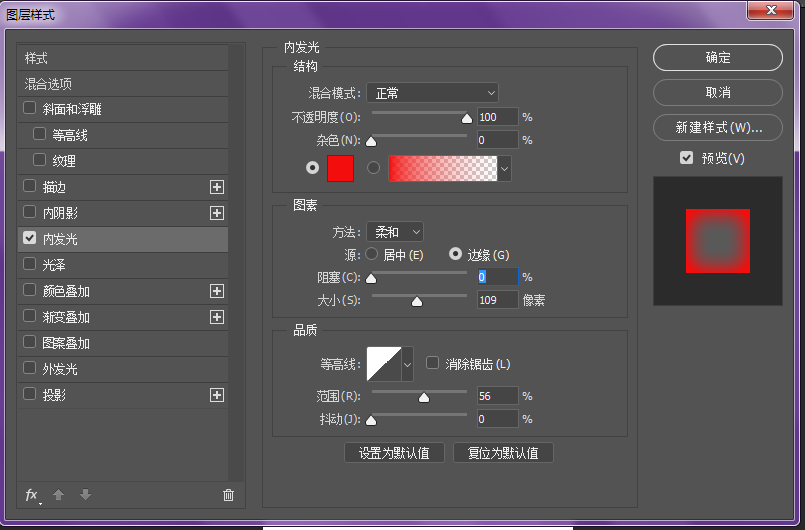 图层样式
样式
混合选项
斜面和浮雕
等高线
纹理
描边
内阴影
内发光
光泽
颜色叠加
渐变叠加
图案叠加
外发光
投影
fx
内发光
结构
混合模式: 正常
不透明度(O): 100 %
杂色(N): 0 %
图素
方法: 柔和
源: 居中(E) 边缘(G)
阻塞(C): 0 %
大小(S): 109 像素
品质
等高线: 消除锯齿(L)
范围(R): 56 %
抖动(J): 0 %
设置为默认值 复位为默认值
确定
取消
新建样式(W)...
预览(V)